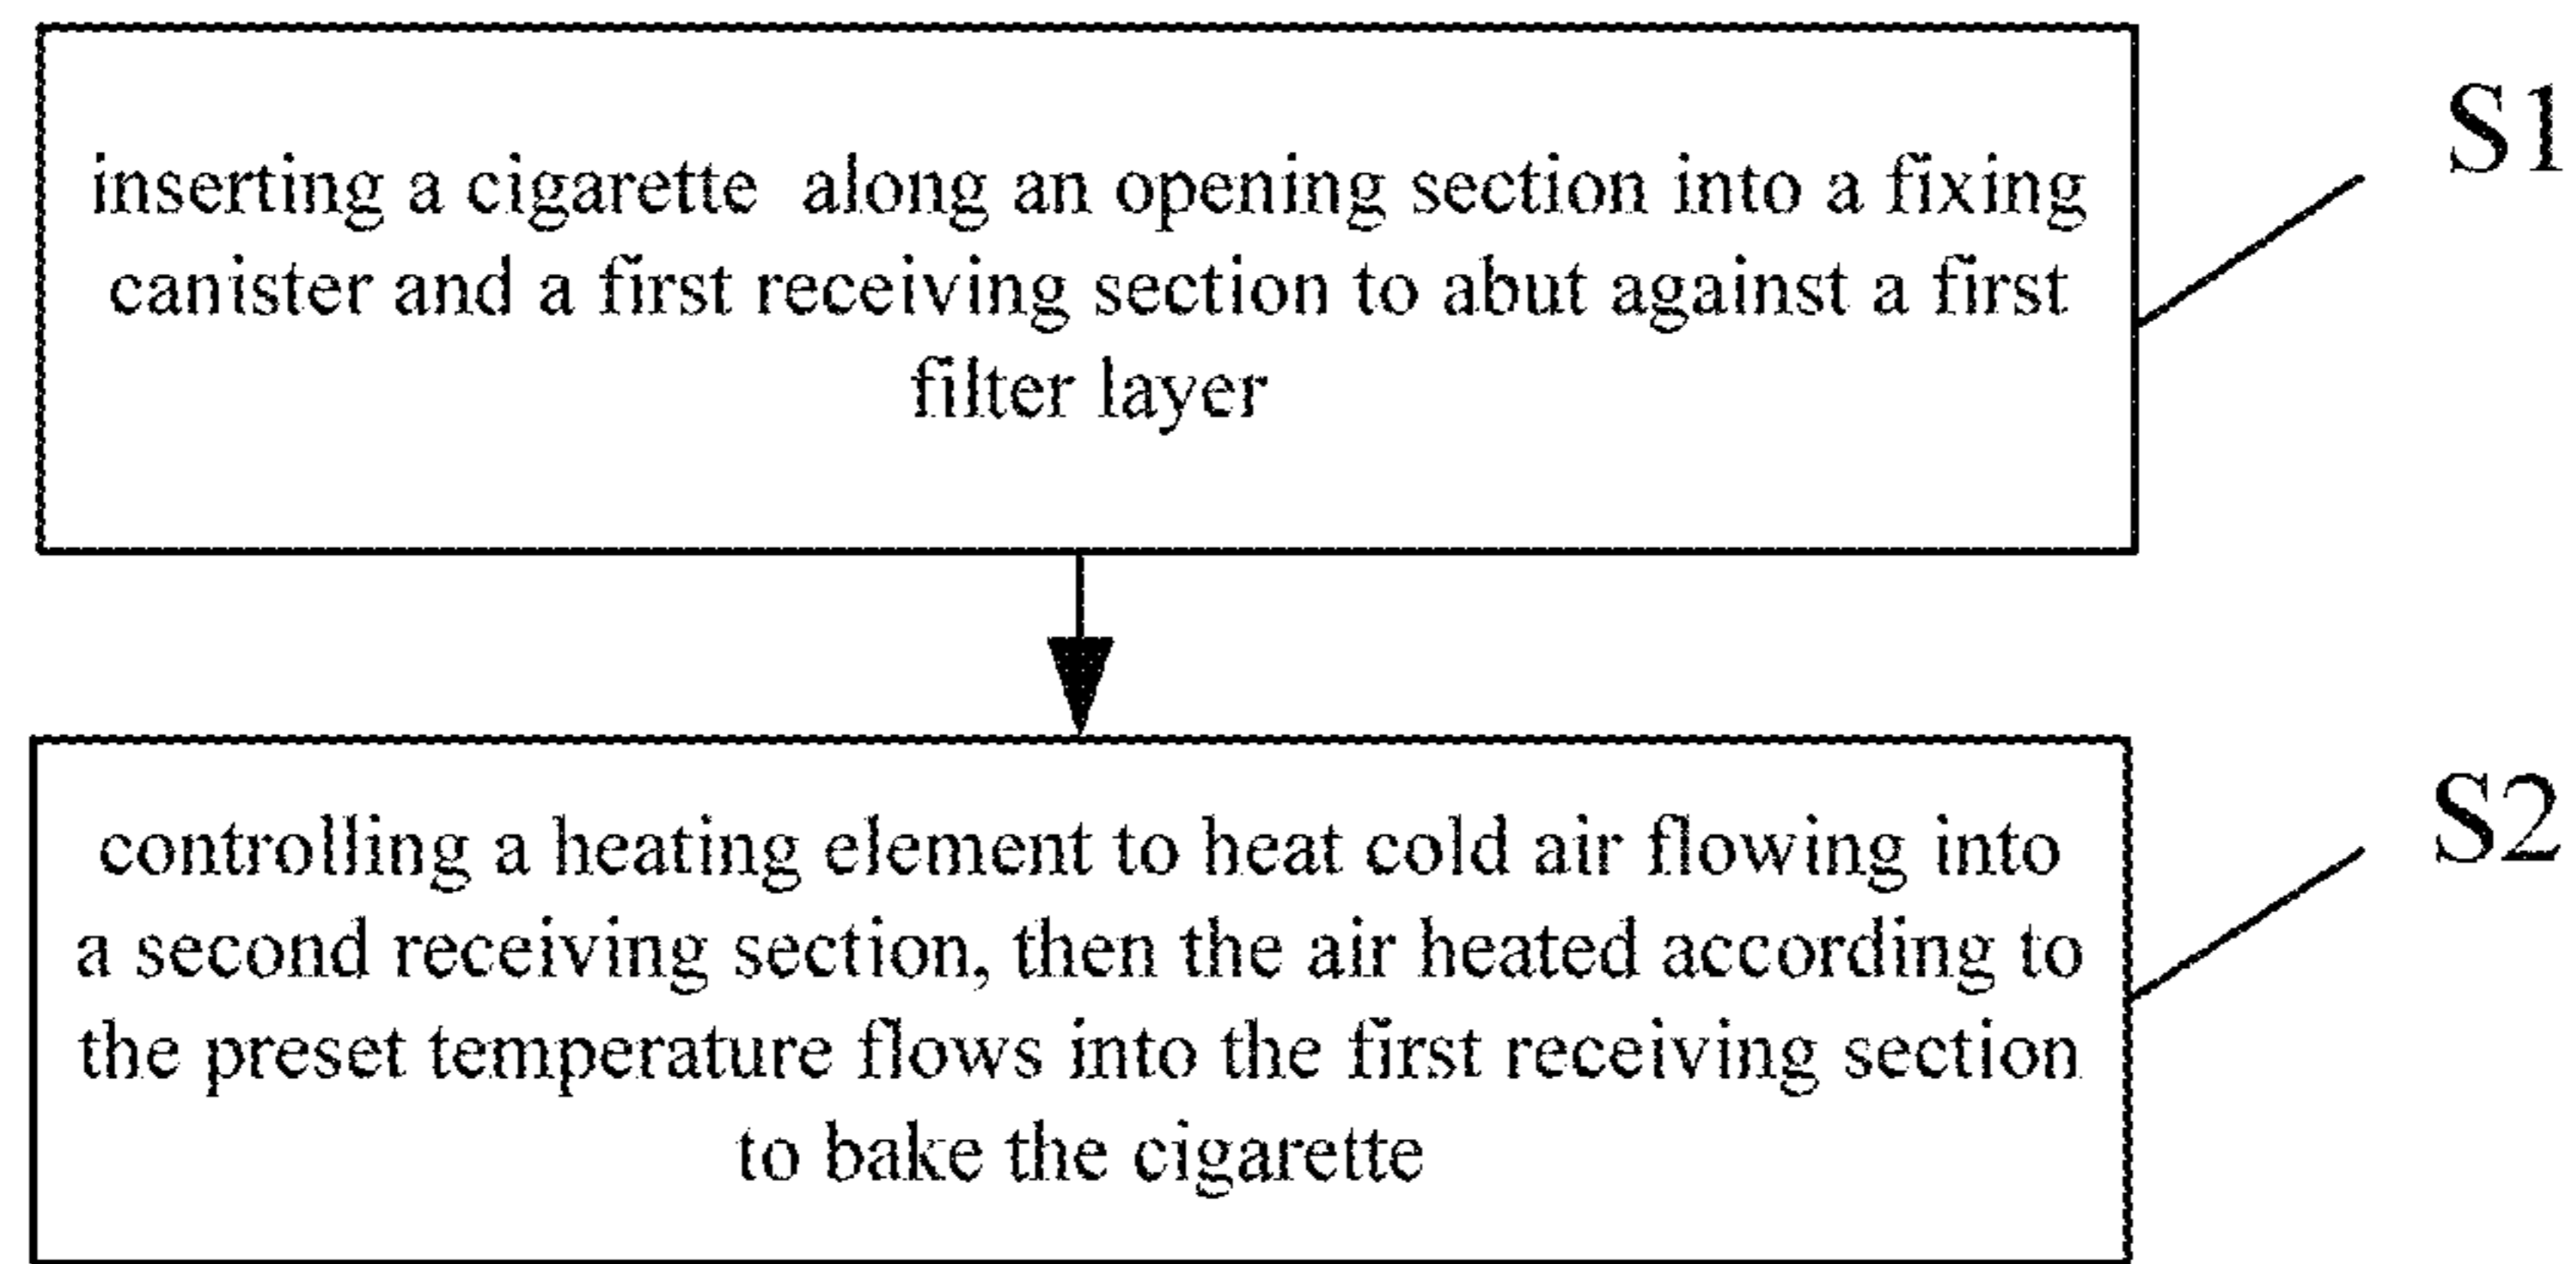 inserting a cigarette along an opening section into a fixing
canister and a first receiving section to abut against a first
filter layer
S1
controlling a heating element to heat cold air flowing into
a second receiving section, then the air heated according to
the preset temperature flows into the first receiving section
to bake the cigarette
S2